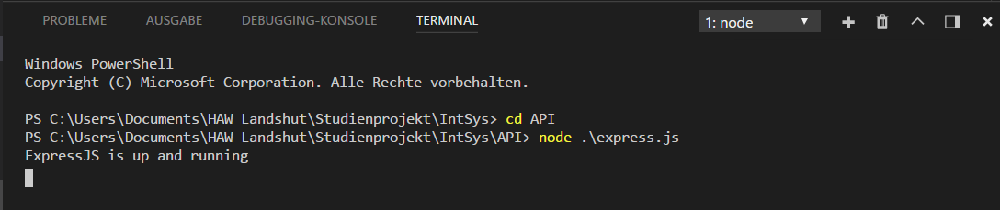 PROBLEME AUSGABE DEBUGGING-KONSOLE TERMINAL 1: node
Windows PowerShell
Copyright (C) Microsoft Corporation. Alle Rechte vorbehalten.
PS C:\Users\Documents\HAW Landshut\Studienprojekt\IntSys> cd API
PS C:\Users\Documents\HAW Landshut\Studienprojekt\IntSys\API> node .\express.js
ExpressJS is up and running